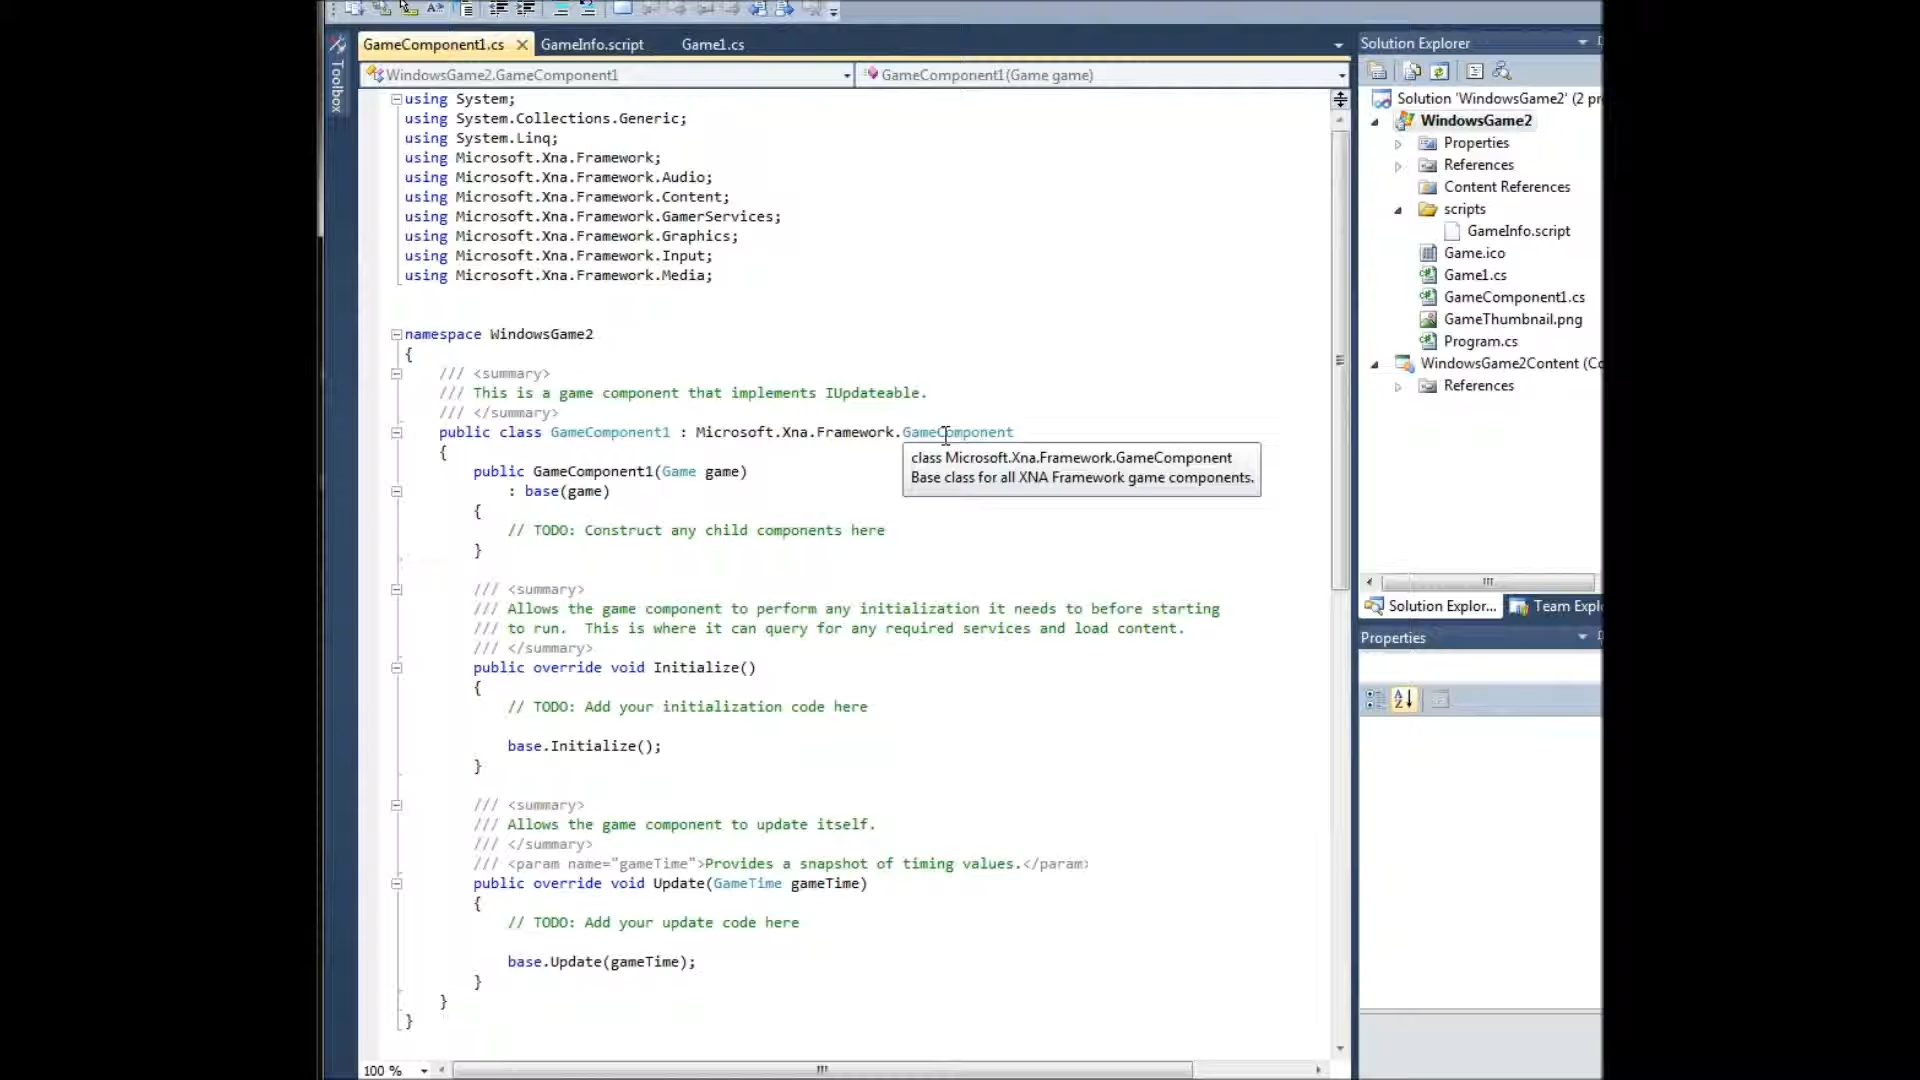 GameComponent1.cs GameInfo.script Game1.cs
WindowsGame2.GameComponent1 GameComponent1(Game game)
Toolbox
using System;
using System.Collections.Generic;
using System.Linq;
using Microsoft.Xna.Framework;
using Microsoft.Xna.Framework.Audio;
using Microsoft.Xna.Framework.Content;
using Microsoft.Xna.Framework.GamerServices;
using Microsoft.Xna.Framework.Graphics;
using Microsoft.Xna.Framework.Input;
using Microsoft.Xna.Framework.Media;
namespace WindowsGame2
{
/// <summary>
/// This is a game component that implements IUpdateable.
/// </summary>
public class GameComponent1 : Microsoft.Xna.Framework.GameComponent
{
class Microsoft.Xna.Framework.GameComponent
Base class for all XNA Framework game components.
public GameComponent1(Game game)
: base(game)
{
// TODO: Construct any child components here
}
/// <summary>
/// Allows the game component to perform any initialization it needs to before starting
/// to run.  This is where it can query for any required services and load content.
/// </summary>
public override void Initialize()
{
// TODO: Add your initialization code here
base.Initialize();
}
/// <summary>
/// Allows the game component to update itself.
/// </summary>
/// <param name="gameTime">Provides a snapshot of timing values.</param>
public override void Update(GameTime gameTime)
{
// TODO: Add your update code here
base.Update(gameTime);
}
}
}
100 %
Solution Explorer
Solution 'WindowsGame2' (2 pr
WindowsGame2
Properties
References
Content References
scripts
GameInfo.script
Game.ico
Game1.cs
GameComponent1.cs
GameThumbnail.png
Program.cs
WindowsGame2Content (Co
References
Solution Explor... Team Expl
Properties